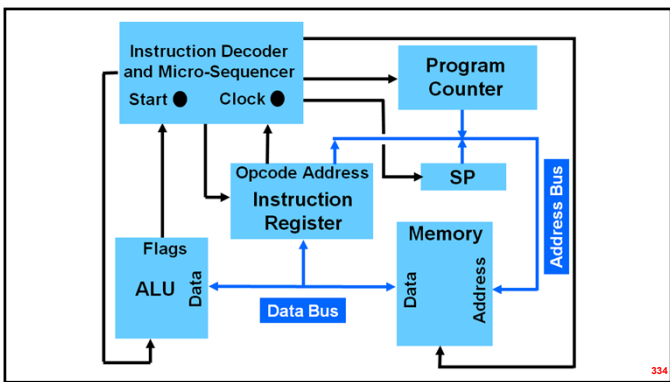 Instruction Decoder
and Micro-Sequencer
Start
Clock
Program
Counter
Opcode Address
Instruction
Register
SP
Address Bus
Flags
ALU
Data
Data Bus
Memory
Data
Address
334